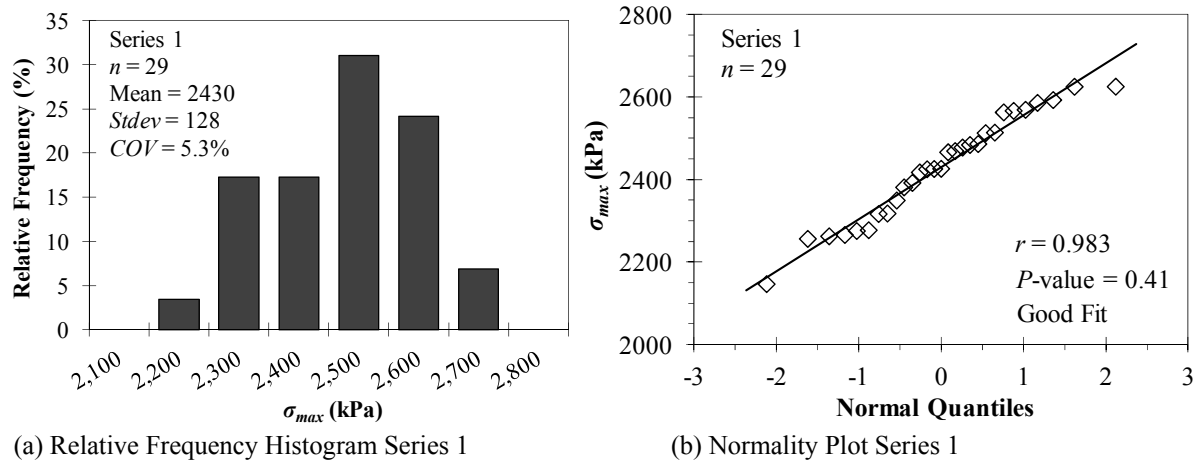 Relative Frequency (%)
35
30
25
20
15
10
5
0
Series 1
n = 29
Mean = 2430
Stdev = 128
COV = 5.3%
2,100
2,200
2,300
2,400
2,500
2,600
2,700
2,800
σmax (kPa)
(a) Relative Frequency Histogram Series 1
σmax (kPa)
2800
2600
2400
2200
2000
Series 1
n = 29
r = 0.983
P-value = 0.41
Good Fit
-3
-2
-1
0
1
2
3
Normal Quantiles
(b) Normality Plot Series 1